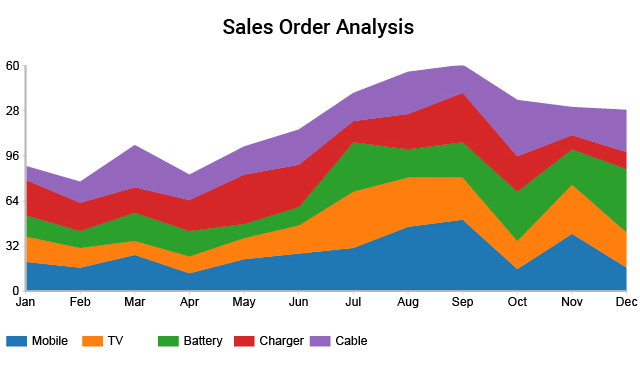 Sales Order Analysis
60
28
96
64
32
0
Jan Feb Mar Apr May Jun Jul Aug Sep Oct Nov Dec
Mobile TV Battery Charger Cable